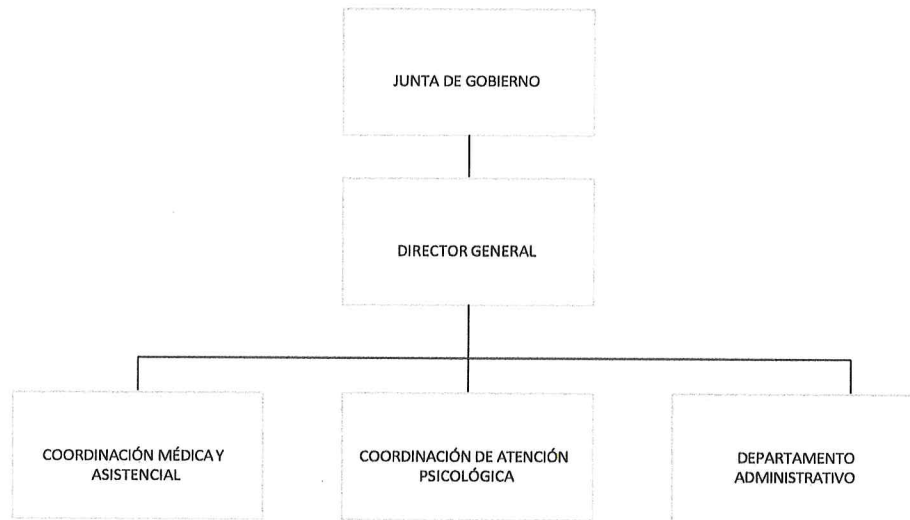 JUNTA DE GOBIERNO
DIRECTOR GENERAL
COORDINACIÓN MÉDICA Y
ASISTENCIAL
COORDINACIÓN DE ATENCIÓN
PSICOLÓGICA
DEPARTAMENTO
ADMINISTRATIVO